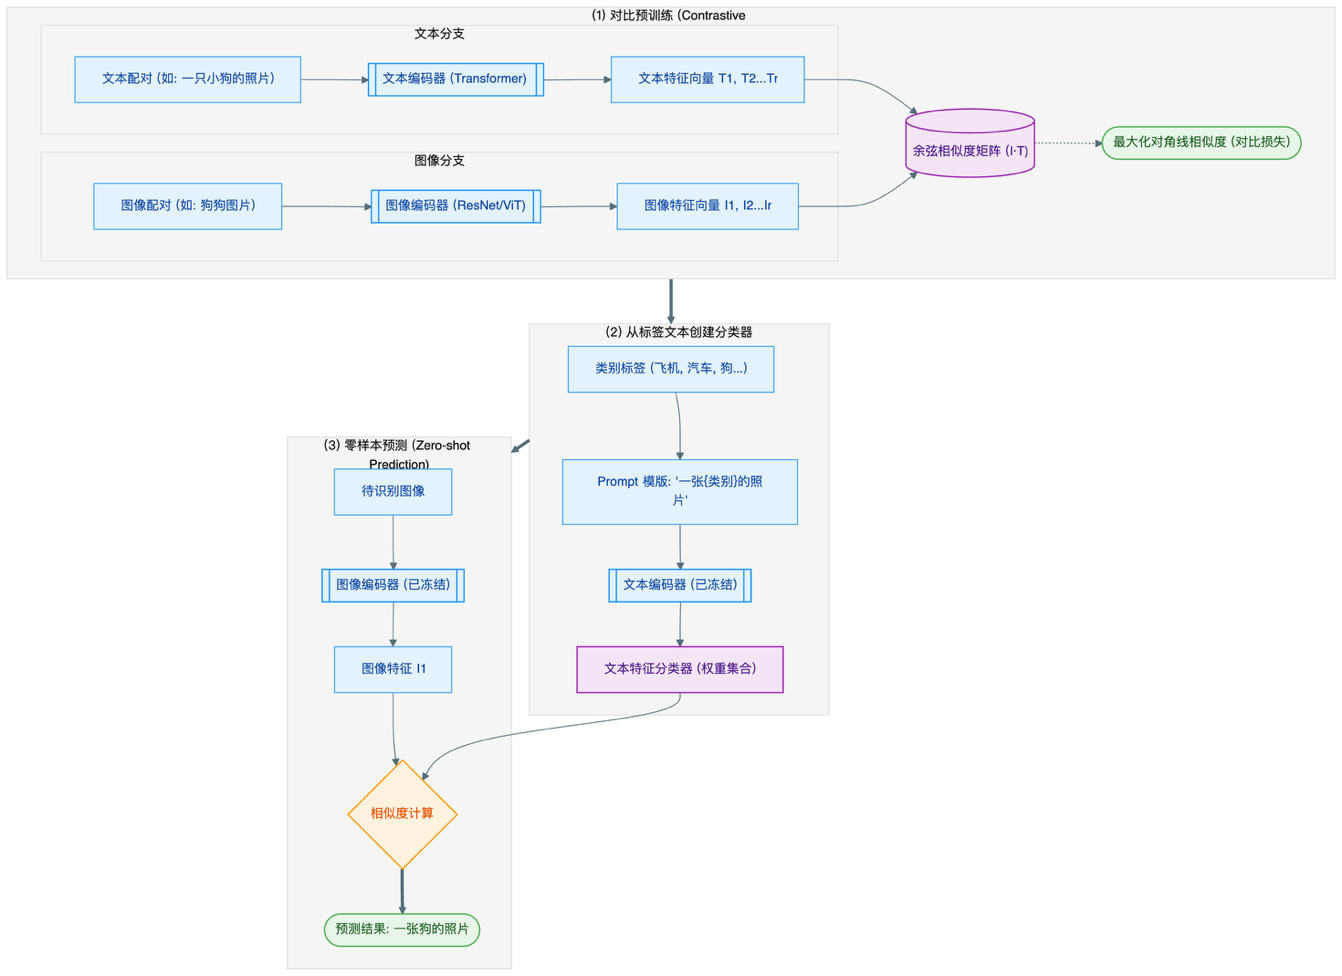 (1) 对比预训练 (Contrastive
文本分支
文本配对 (如: 一只小狗的照片)
文本编码器 (Transformer)
文本特征向量 T1, T2...Tr
图像分支
图像配对 (如: 狗狗图片)
图像编码器 (ResNet/ViT)
图像特征向量 I1, I2...Ir
余弦相似度矩阵 (I·T)
最大化对角线相似度 (对比损失)
(2) 从标签文本创建分类器
类别标签 (飞机, 汽车, 狗...)
Prompt 模版: '一张{类别}的照
片'
文本编码器 (已冻结)
文本特征分类器 (权重集合)
(3) 零样本预测 (Zero-shot
Prediction)
待识别图像
图像编码器 (已冻结)
图像特征 I1
相似度计算
预测结果: 一张狗的照片